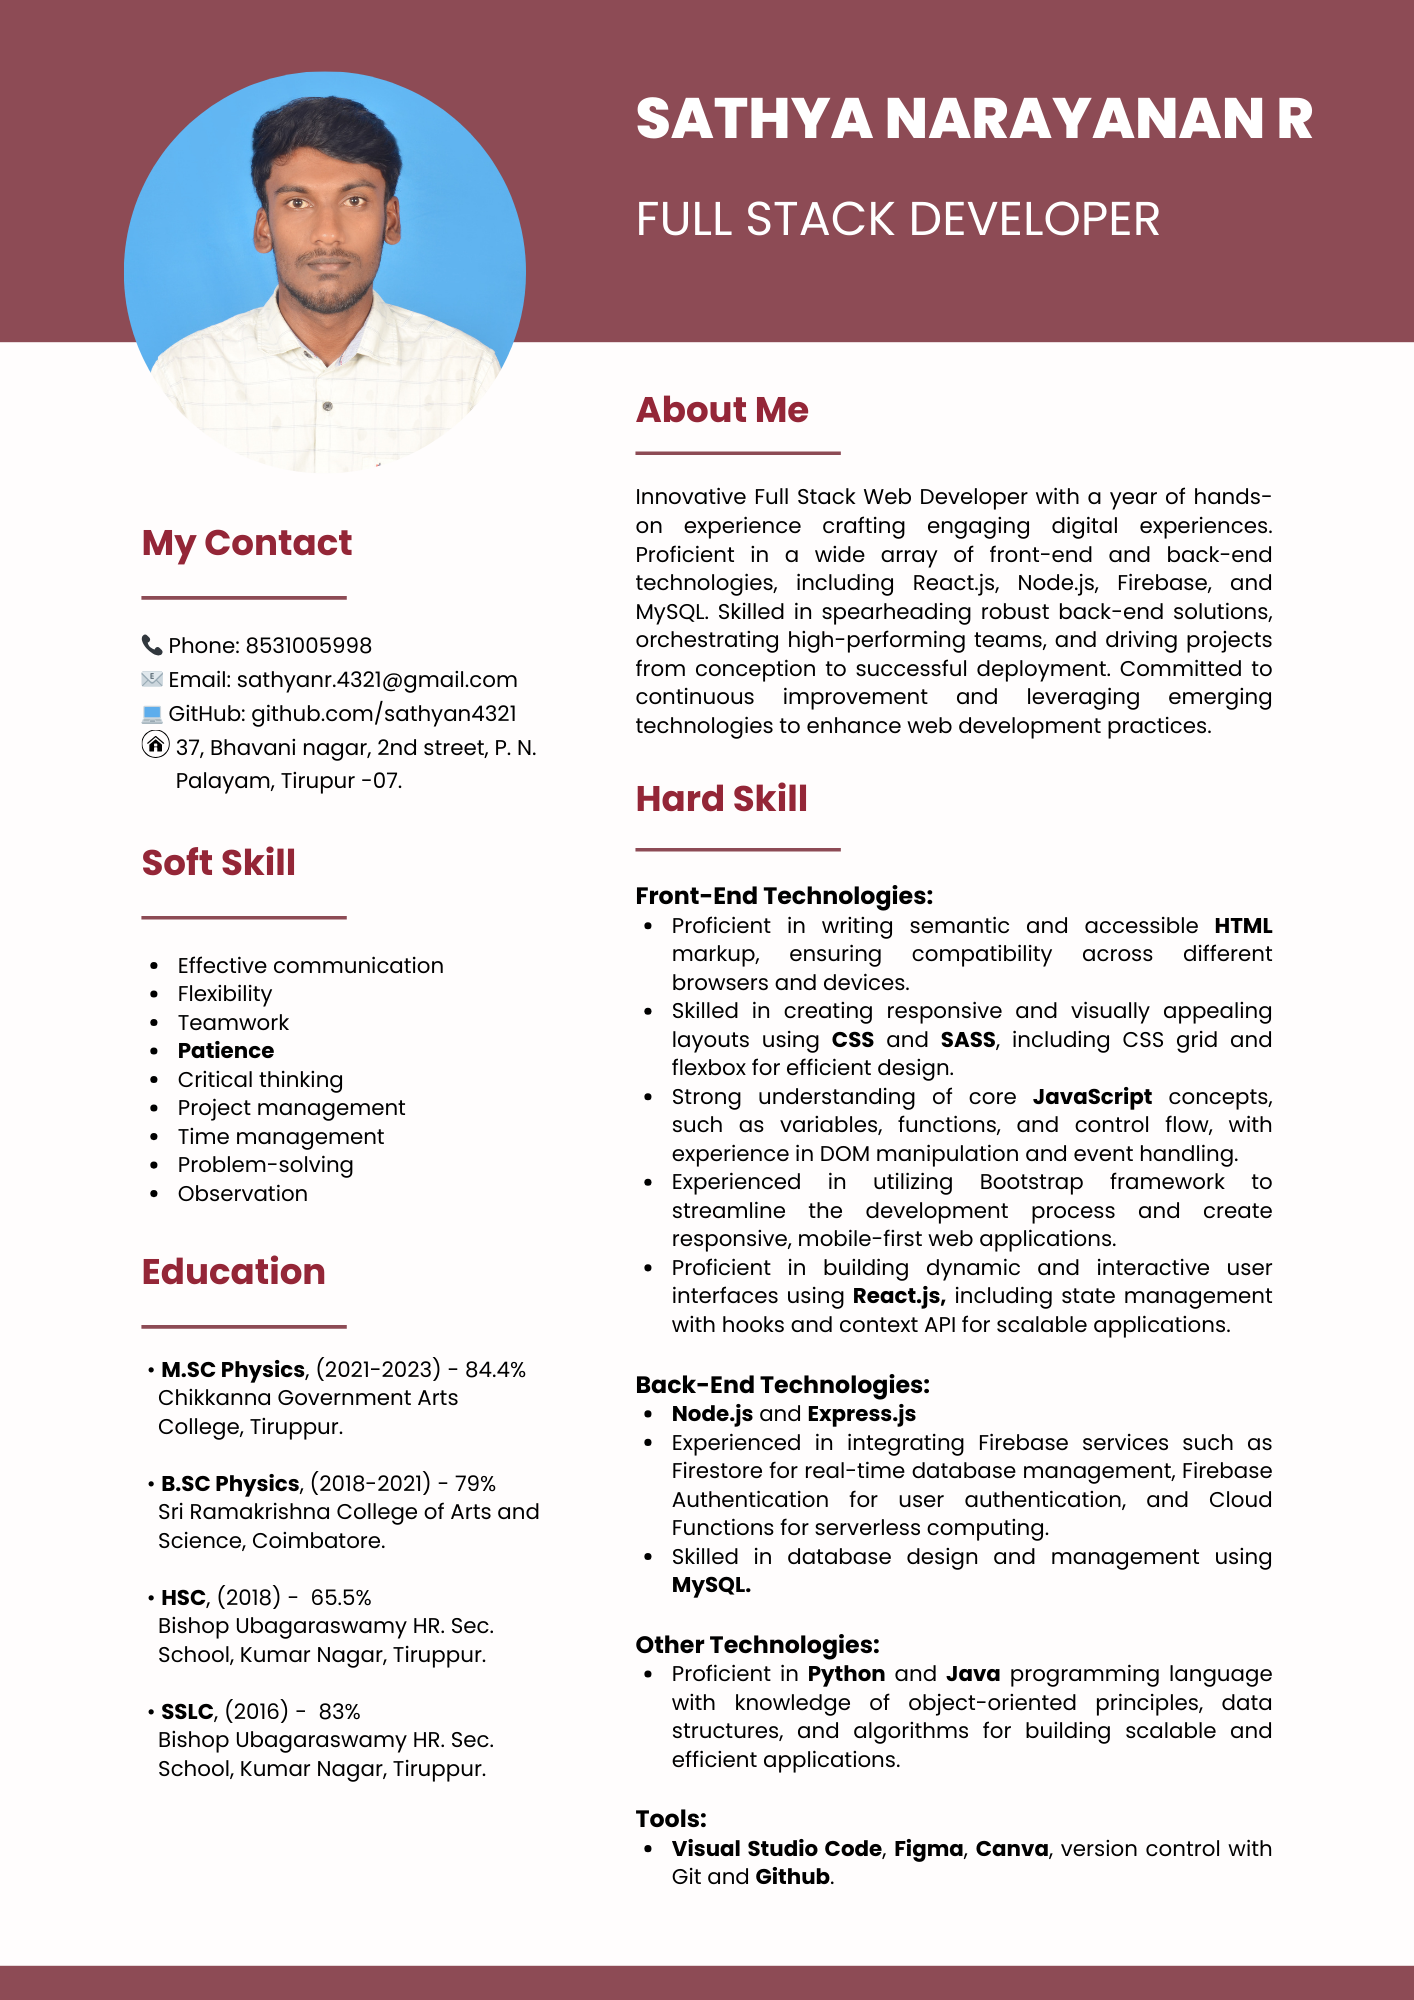 SATHYA NARAYANAN R
FULL STACK DEVELOPER
My Contact
Phone: 8531005998
Email: sathyanr.4321@gmail.com
GitHub: github.com/sathyan4321
37, Bhavani nagar, 2nd street, P. N.
Palayam, Tirupur -07.
Soft Skill
• Effective communication
• Flexibility
• Teamwork
• Patience
• Critical thinking
• Project management
• Time management
• Problem-solving
• Observation
Education
• M.SC Physics, (2021-2023) - 84.4%
Chikkanna Government Arts
College, Tiruppur.
• B.SC Physics, (2018-2021) - 79%
Sri Ramakrishna College of Arts and
Science, Coimbatore.
• HSC, (2018) - 65.5%
Bishop Ubagaraswamy HR. Sec.
School, Kumar Nagar, Tiruppur.
• SSLC, (2016) - 83%
Bishop Ubagaraswamy HR. Sec.
School, Kumar Nagar, Tiruppur.
About Me
Innovative Full Stack Web Developer with a year of hands-
on experience crafting engaging digital experiences.
Proficient in a wide array of front-end and back-end
technologies, including React.js, Node.js, Firebase, and
MySQL. Skilled in spearheading robust back-end solutions,
orchestrating high-performing teams, and driving projects
from conception to successful deployment. Committed to
continuous improvement and leveraging emerging
technologies to enhance web development practices.
Hard Skill
Front-End Technologies:
• Proficient in writing semantic and accessible HTML
markup, ensuring compatibility across different
browsers and devices.
• Skilled in creating responsive and visually appealing
layouts using CSS and SASS, including CSS grid and
flexbox for efficient design.
• Strong understanding of core JavaScript concepts,
such as variables, functions, and control flow, with
experience in DOM manipulation and event handling.
• Experienced in utilizing Bootstrap framework to
streamline the development process and create
responsive, mobile-first web applications.
• Proficient in building dynamic and interactive user
interfaces using React.js, including state management
with hooks and context API for scalable applications.
Back-End Technologies:
• Node.js and Express.js
• Experienced in integrating Firebase services such as
Firestore for real-time database management, Firebase
Authentication for user authentication, and Cloud
Functions for serverless computing.
• Skilled in database design and management using
MySQL.
Other Technologies:
• Proficient in Python and Java programming language
with knowledge of object-oriented principles, data
structures, and algorithms for building scalable and
efficient applications.
Tools:
• Visual Studio Code, Figma, Canva, version control with
Git and Github.